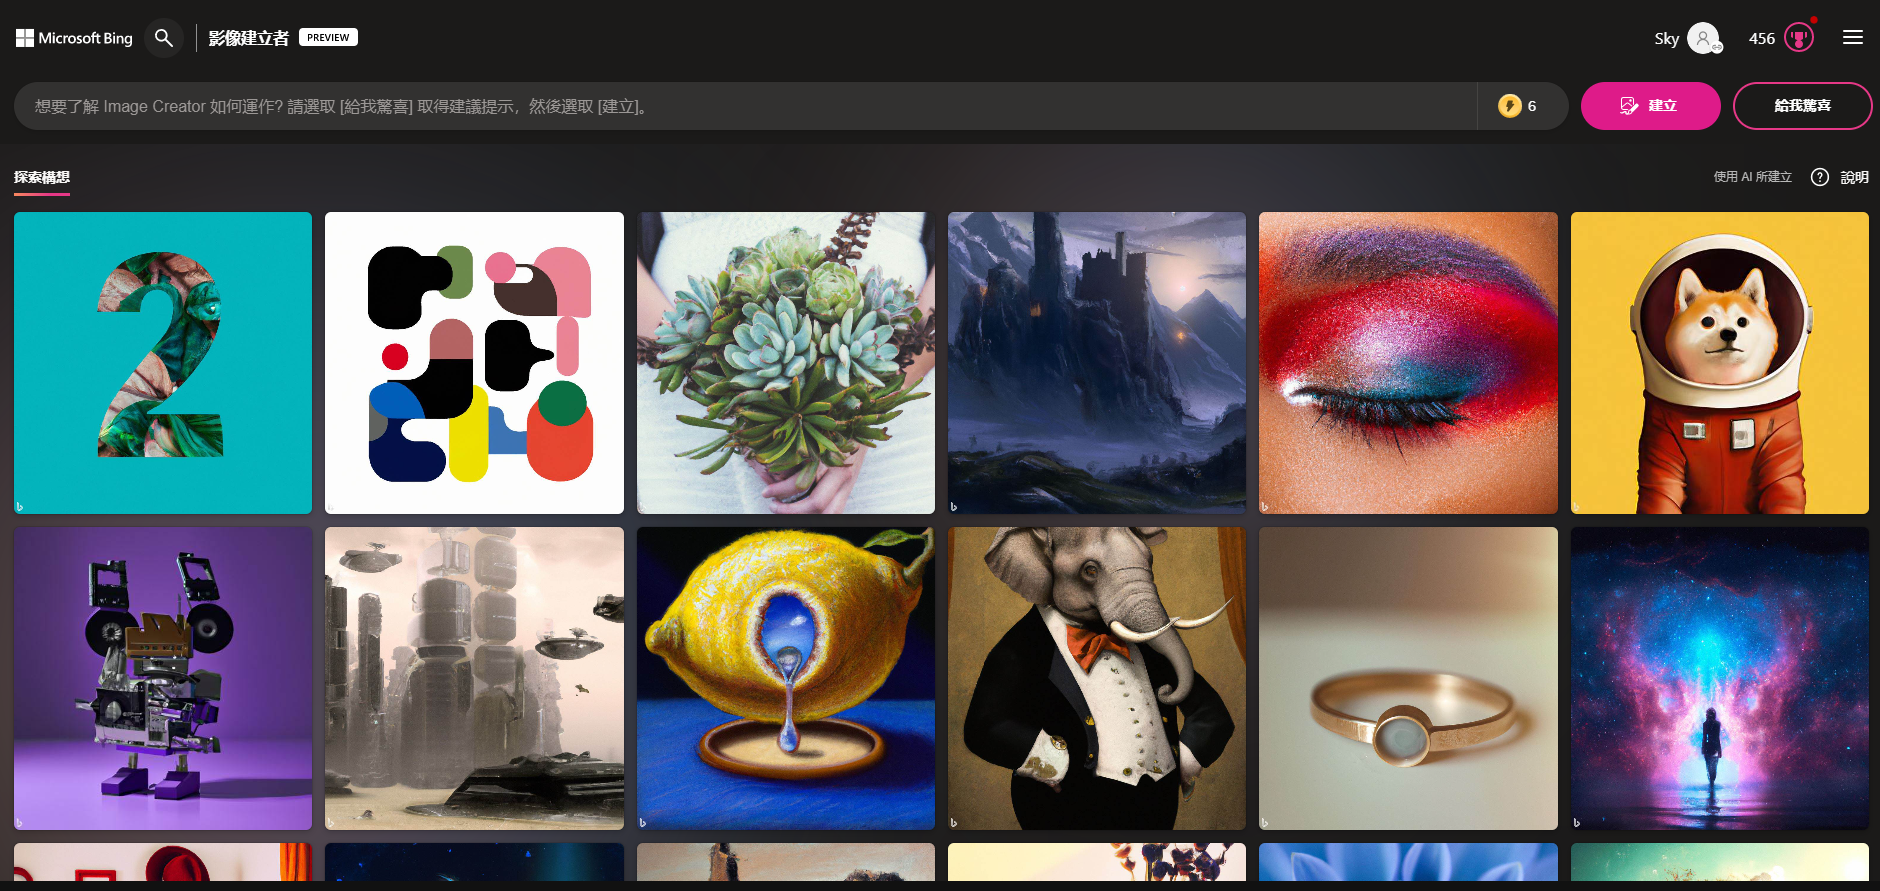 Microsoft Bing
影像建立者
PREVIEW
Sky
456
想要了解 Image Creator 如何運作? 請選取 [給我驚喜] 取得建議提示，然後選取 [建立]。
6
建立
給我驚喜
探索構想
使用 AI 所建立
說明
2